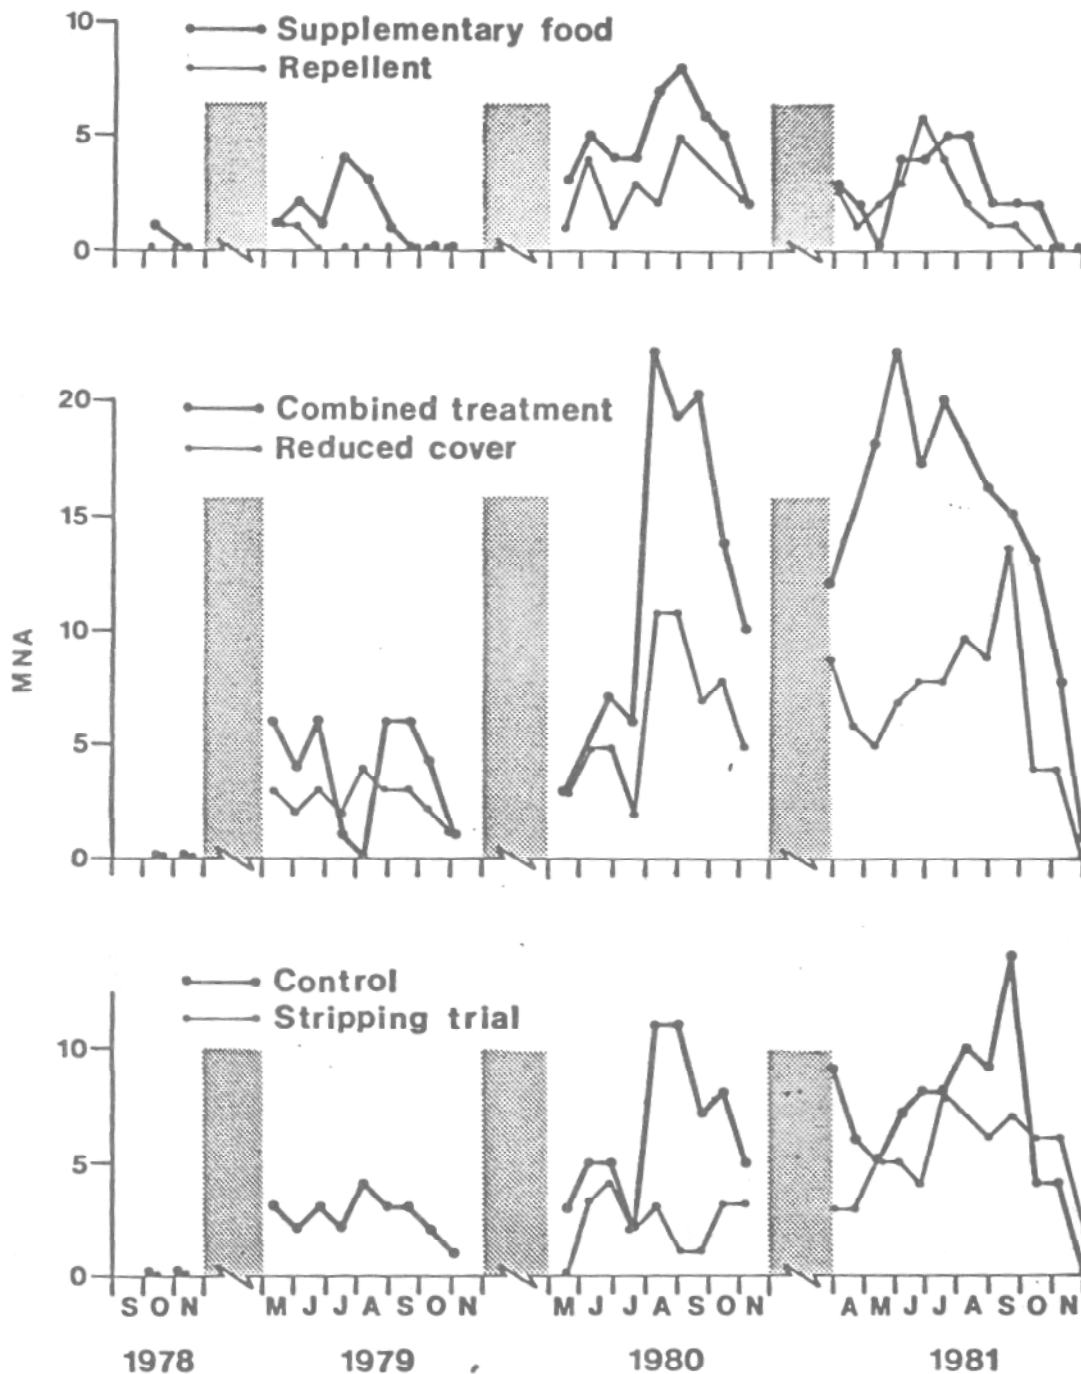 10
Supplementary food
Repellent
5
0
20
Combined treatment
Reduced cover
15
10
MNA
5
0
Control
Stripping trial
10
5
0
S O N M J J A S O N M J J A S O N A M J J A S O N
1978 1979 1980 1981